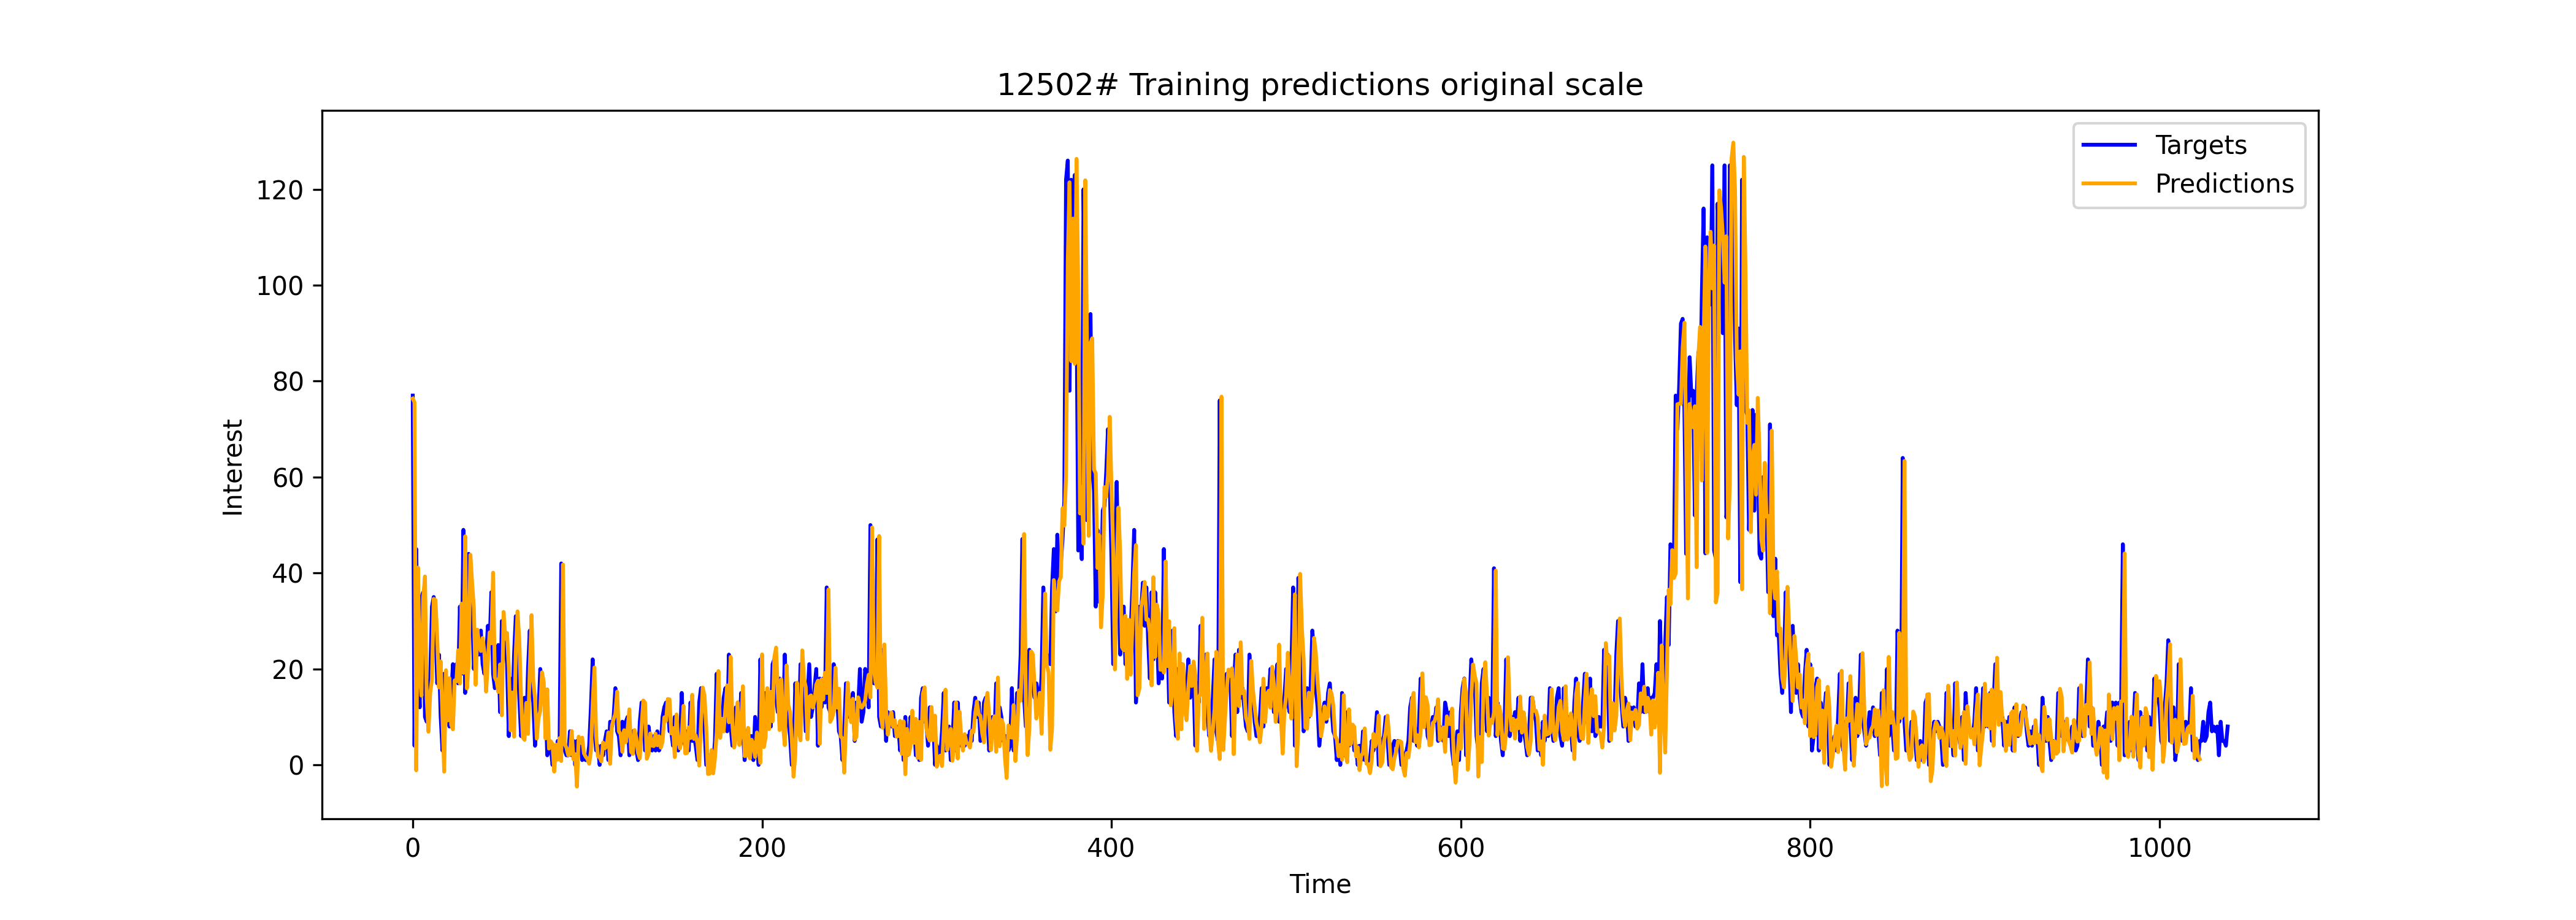 12502# Training predictions original scale
Targets
Predictions
120
100
80
60
40
20
0
Interest
0 200 400 600 800 1000
Time